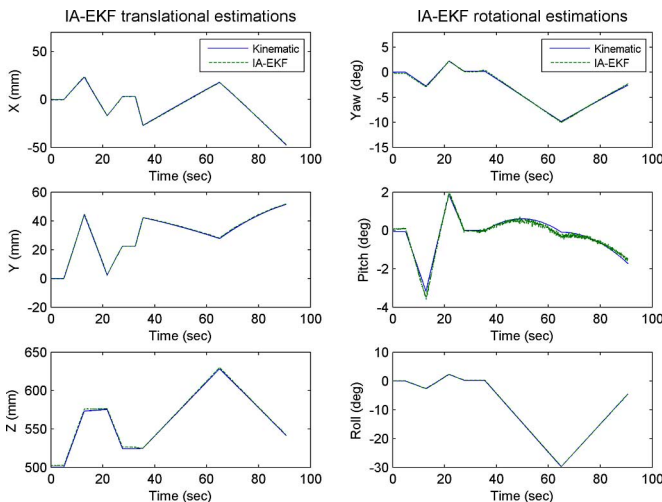 IA-EKF translational estimations
50
0
-50
X (mm)
0 20 40 60 80 100
Time (sec)
60
40
20
0
-20
Y (mm)
0 20 40 60 80 100
Time (sec)
650
600
550
500
Z (mm)
0 20 40 60 80 100
Time (sec)
Kinematic
IA-EKF
IA-EKF rotational estimations
5
0
-5
-10
-15
Yaw (deg)
0 20 40 60 80 100
Time (sec)
Kinematic
IA-EKF
2
0
-2
-4
Pitch (deg)
0 20 40 60 80 100
Time (sec)
10
0
-10
-20
-30
Roll (deg)
0 20 40 60 80 100
Time (sec)